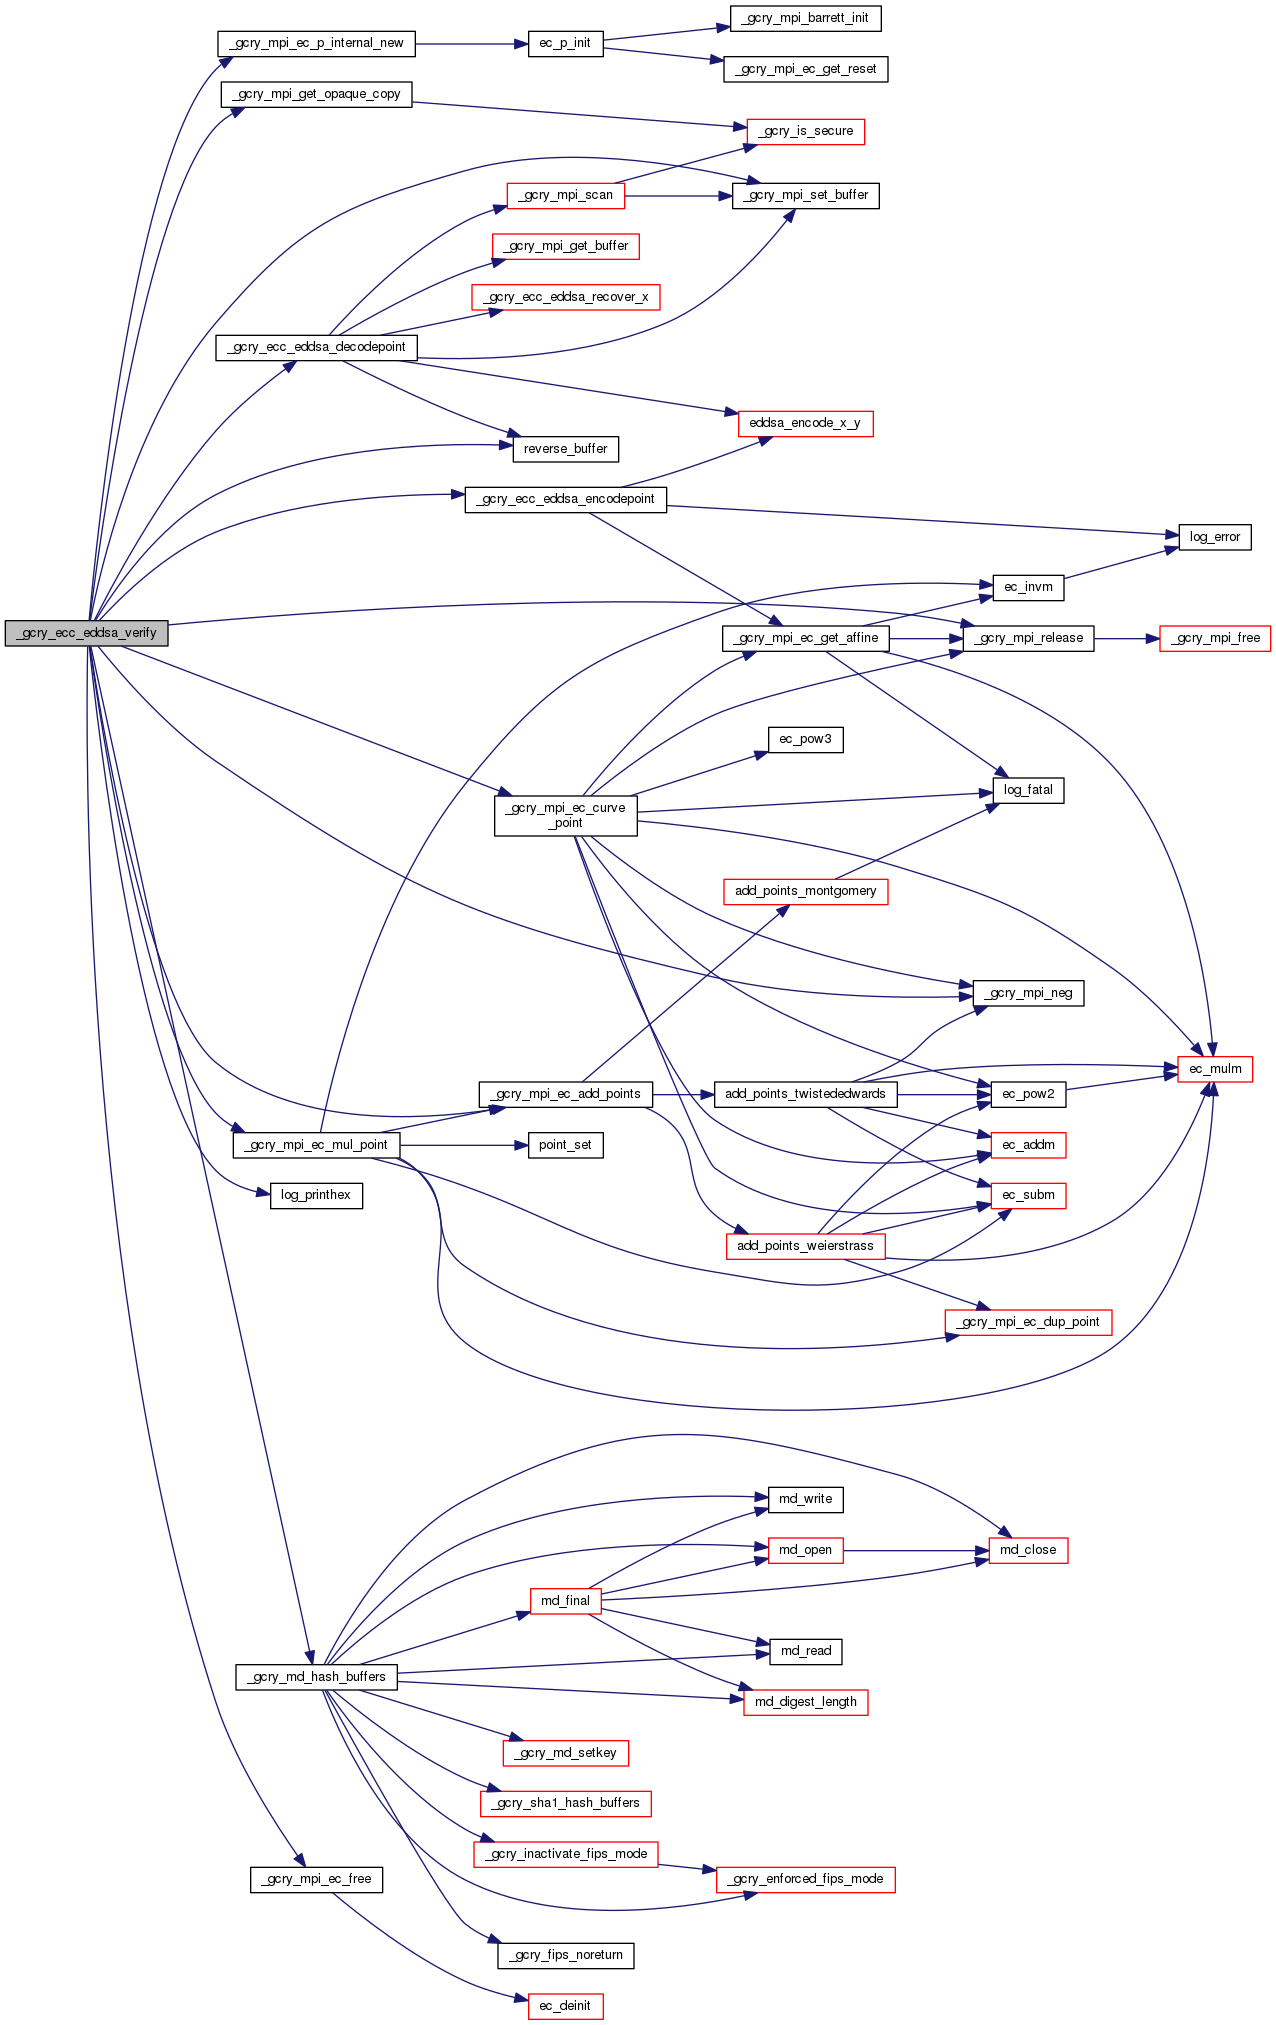 _gcry_mpi_barrett_init
_gcry_mpi_ec_p_internal_new
ec_p_init
_gcry_mpi_ec_get_reset
_gcry_mpi_get_opaque_copy
_gcry_is_secure
_gcry_mpi_scan
_gcry_mpi_set_buffer
_gcry_mpi_get_buffer
_gcry_ecc_eddsa_recover_x
_gcry_ecc_eddsa_decodepoint
eddsa_encode_x_y
reverse_buffer
_gcry_ecc_eddsa_encodepoint
log_error
ec_invm
_gcry_ecc_eddsa_verify
_gcry_mpi_ec_get_affine
_gcry_mpi_release
_gcry_mpi_free
ec_pow3
log_fatal
_gcry_mpi_ec_curve
_point
add_points_montgomery
_gcry_mpi_neg
ec_mulm
_gcry_mpi_ec_add_points
add_points_twistededwards
ec_pow2
_gcry_mpi_ec_mul_point
point_set
ec_addm
log_printhex
ec_subm
add_points_weierstrass
_gcry_mpi_ec_dup_point
md_write
md_open
md_close
md_final
md_read
_gcry_md_hash_buffers
md_digest_length
_gcry_md_setkey
_gcry_sha1_hash_buffers
_gcry_inactivate_fips_mode
_gcry_mpi_ec_free
_gcry_enforced_fips_mode
_gcry_fips_noreturn
ec_deinit